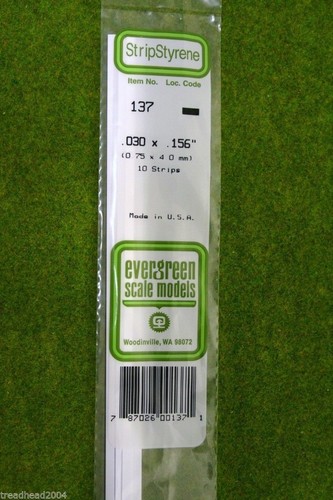 StripStyrene
Item No. Loc. Code
137
.030 x .156"
(0.75 x 4.0 mm)
10 Strips
Made in U.S.A.
evergreen
scale models
Woodinville, WA 98072
7 87026 00137 1
treadhead2004